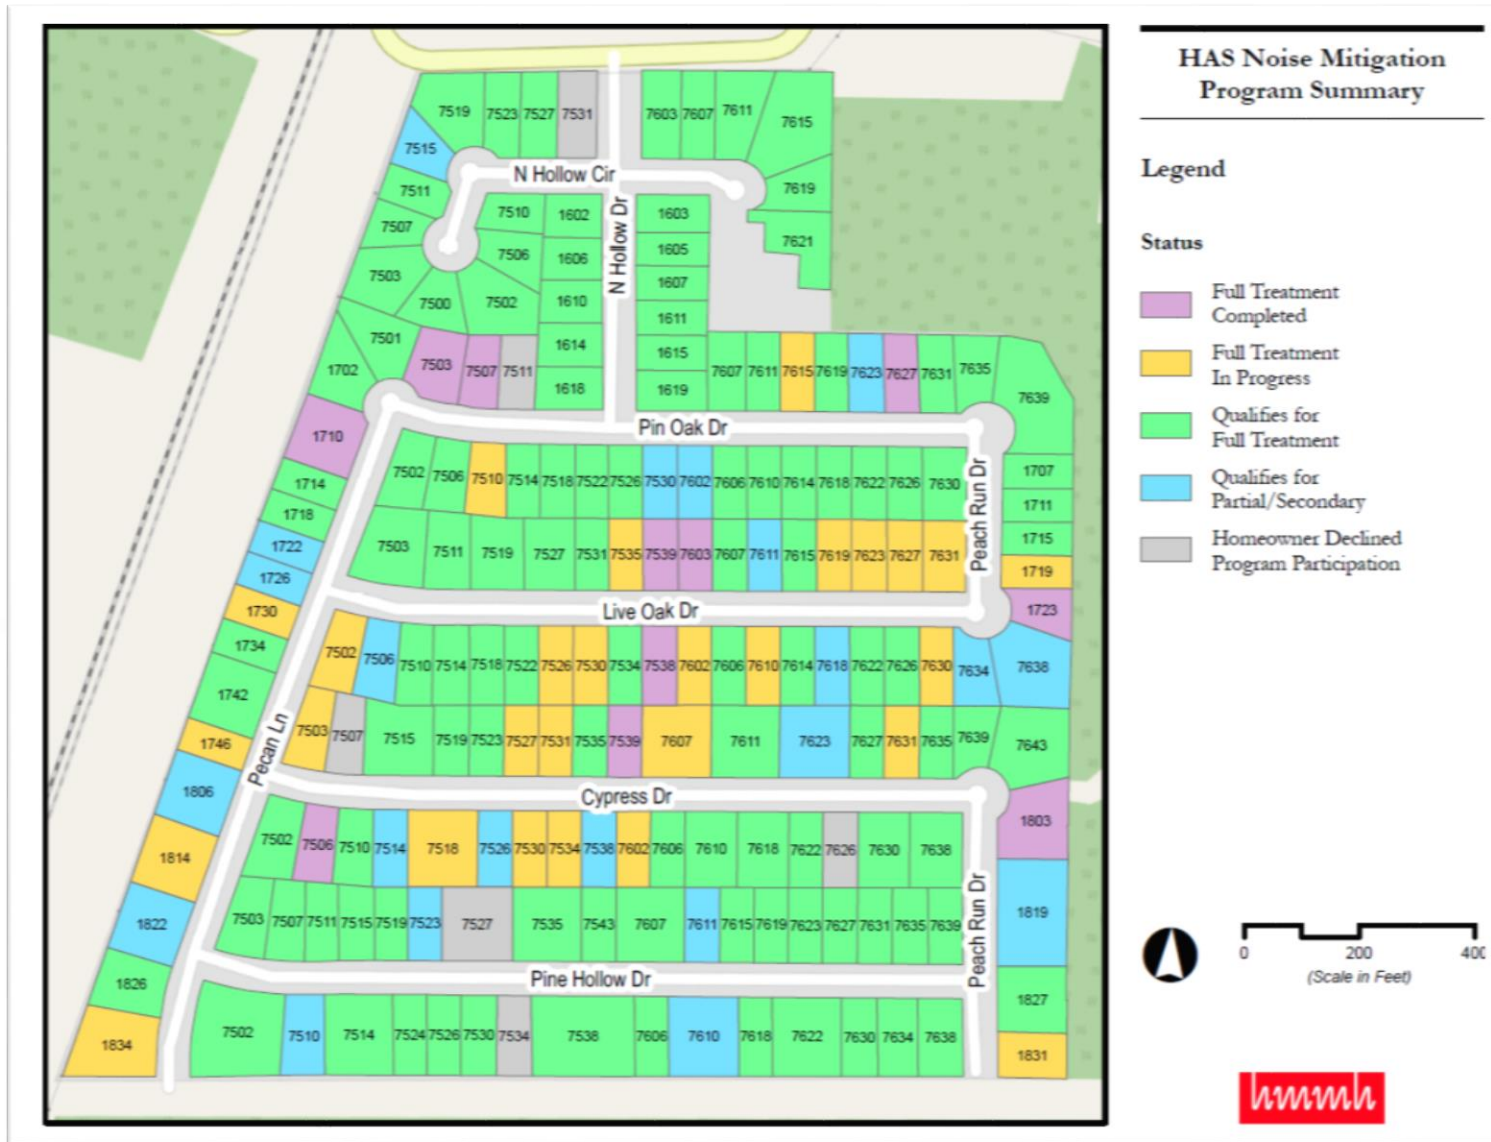 HAS Noise Mitigation
Program Summary
Legend
Status
Full Treatment
Completed
Full Treatment
In Progress
Qualifies for
Full Treatment
Qualifies for
Partial/Secondary
Homeowner Declined
Program Participation
0 200 400
(Scale in Feet)
hmmh
7519 7523 7527 7531 7603 7607 7611 7615
7515
N Hollow Cir
7511 7619
7507 7510 1602 1603
N Hollow Dr
7621
7506 1606 1605
7503 7500 7502 1610 1607
1611
7501 1614 1615
1702 7503 7507 7511 1618 1619 7607 7611 7615 7619 7623 7627 7631 7635 7639
Pin Oak Dr
1710
7502 7506 7510 7514 7518 7522 7526 7530 7602 7606 7610 7614 7618 7622 7626 7630
Peach Run Dr
1707
1714 1711
1718 1715
7503 7511 7519 7527 7531 7535 7539 7603 7607 7611 7615 7619 7623 7627 7631
1722
1726 1719
1730
Live Oak Dr
1723
1734
7502 7506 7510 7514 7518 7522 7526 7530 7534 7538 7602 7606 7610 7614 7618 7622 7626 7630 7634 7638
1742
Pecan Ln
1746 7503 7507 7515 7519 7523 7527 7531 7535 7539 7607 7611 7623 7627 7631 7635 7639 7643
1806
Cypress Dr
1803
1814
7502 7506 7510 7514 7518 7526 7530 7534 7538 7602 7606 7610 7618 7622 7626 7630 7638
Peach Run Dr
1822 7503 7507 7511 7515 7519 7523 7527 7535 7543 7607 7611 7615 7619 7623 7627 7631 7635 7639 1819
1826
Pine Hollow Dr
1827
1834 7502 7510 7514 7524 7526 7530 7534 7538 7606 7610 7618 7622 7630 7634 7638 1831